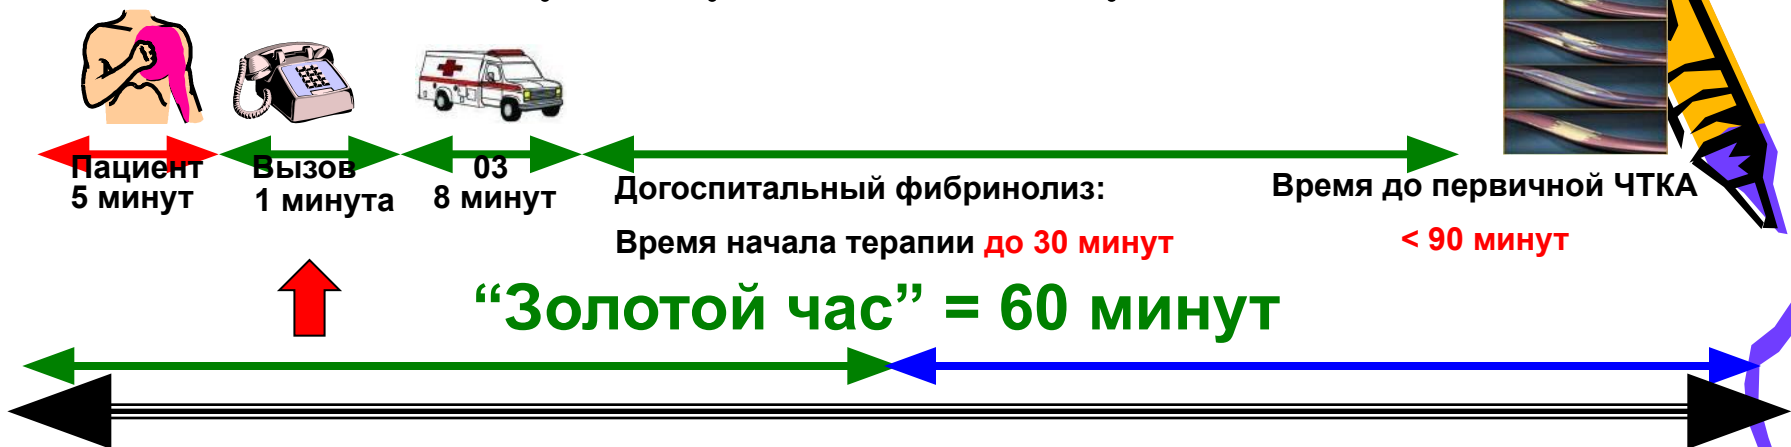 Пациент
5 минут
Вызов
1 минута
03
8 минут
Догоспитальный фибринолиз:
Время начала терапии до 30 минут
Время до первичной ЧТКА
< 90 минут
“Золотой час” = 60 минут